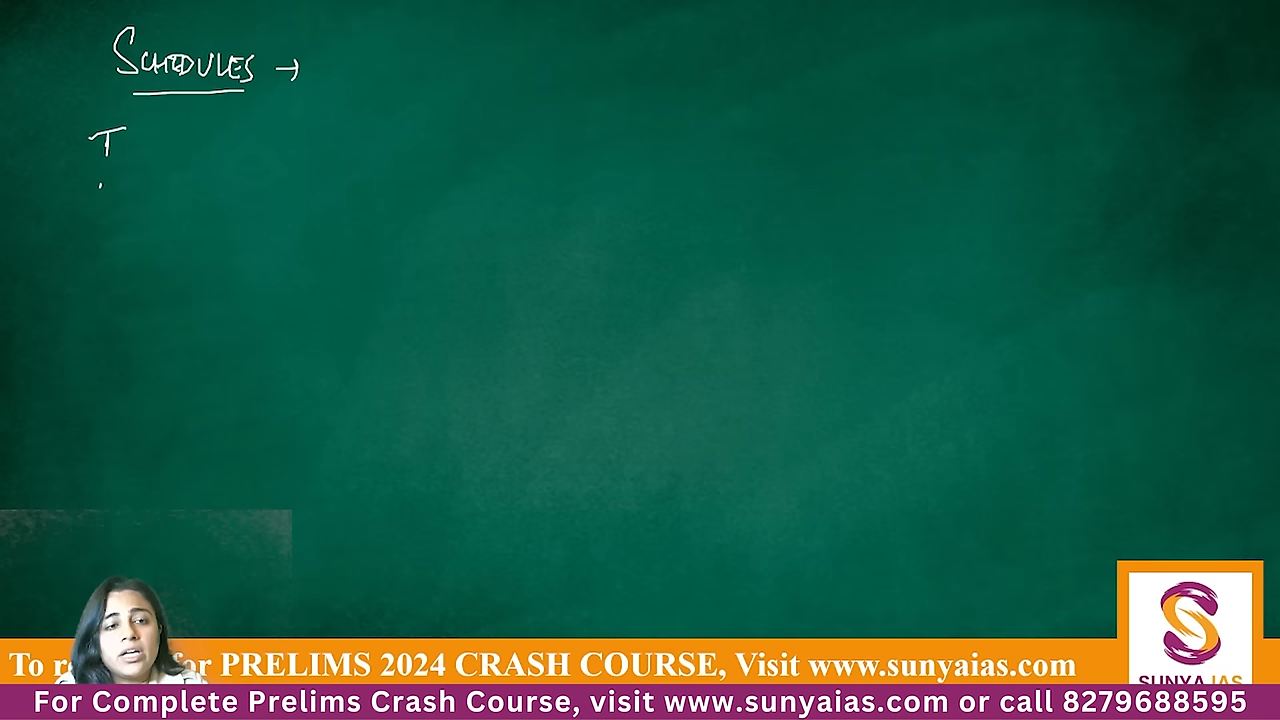 SCHEDULES →
T
SUNYA IAS
To r for PRELIMS 2024 CRASH COURSE, Visit www.sunyaias.com
For Complete Prelims Crash Course, visit www.sunyaias.com or call 8279688595